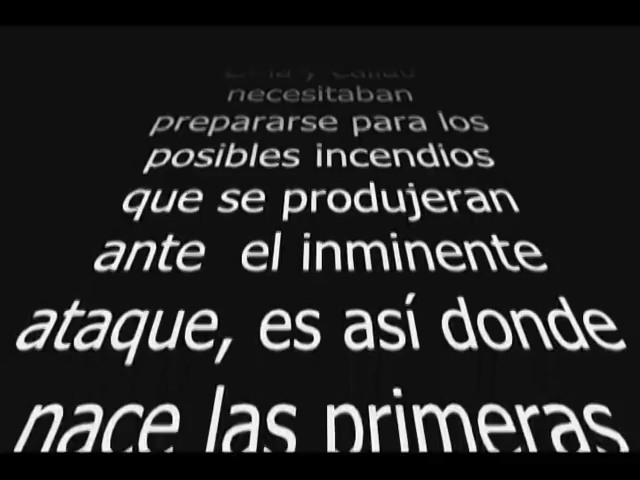 y Callao
necesitaban
prepararse para los
posibles incendios
que se produjeran
ante el inminente
ataque, es así donde
nace las primeras